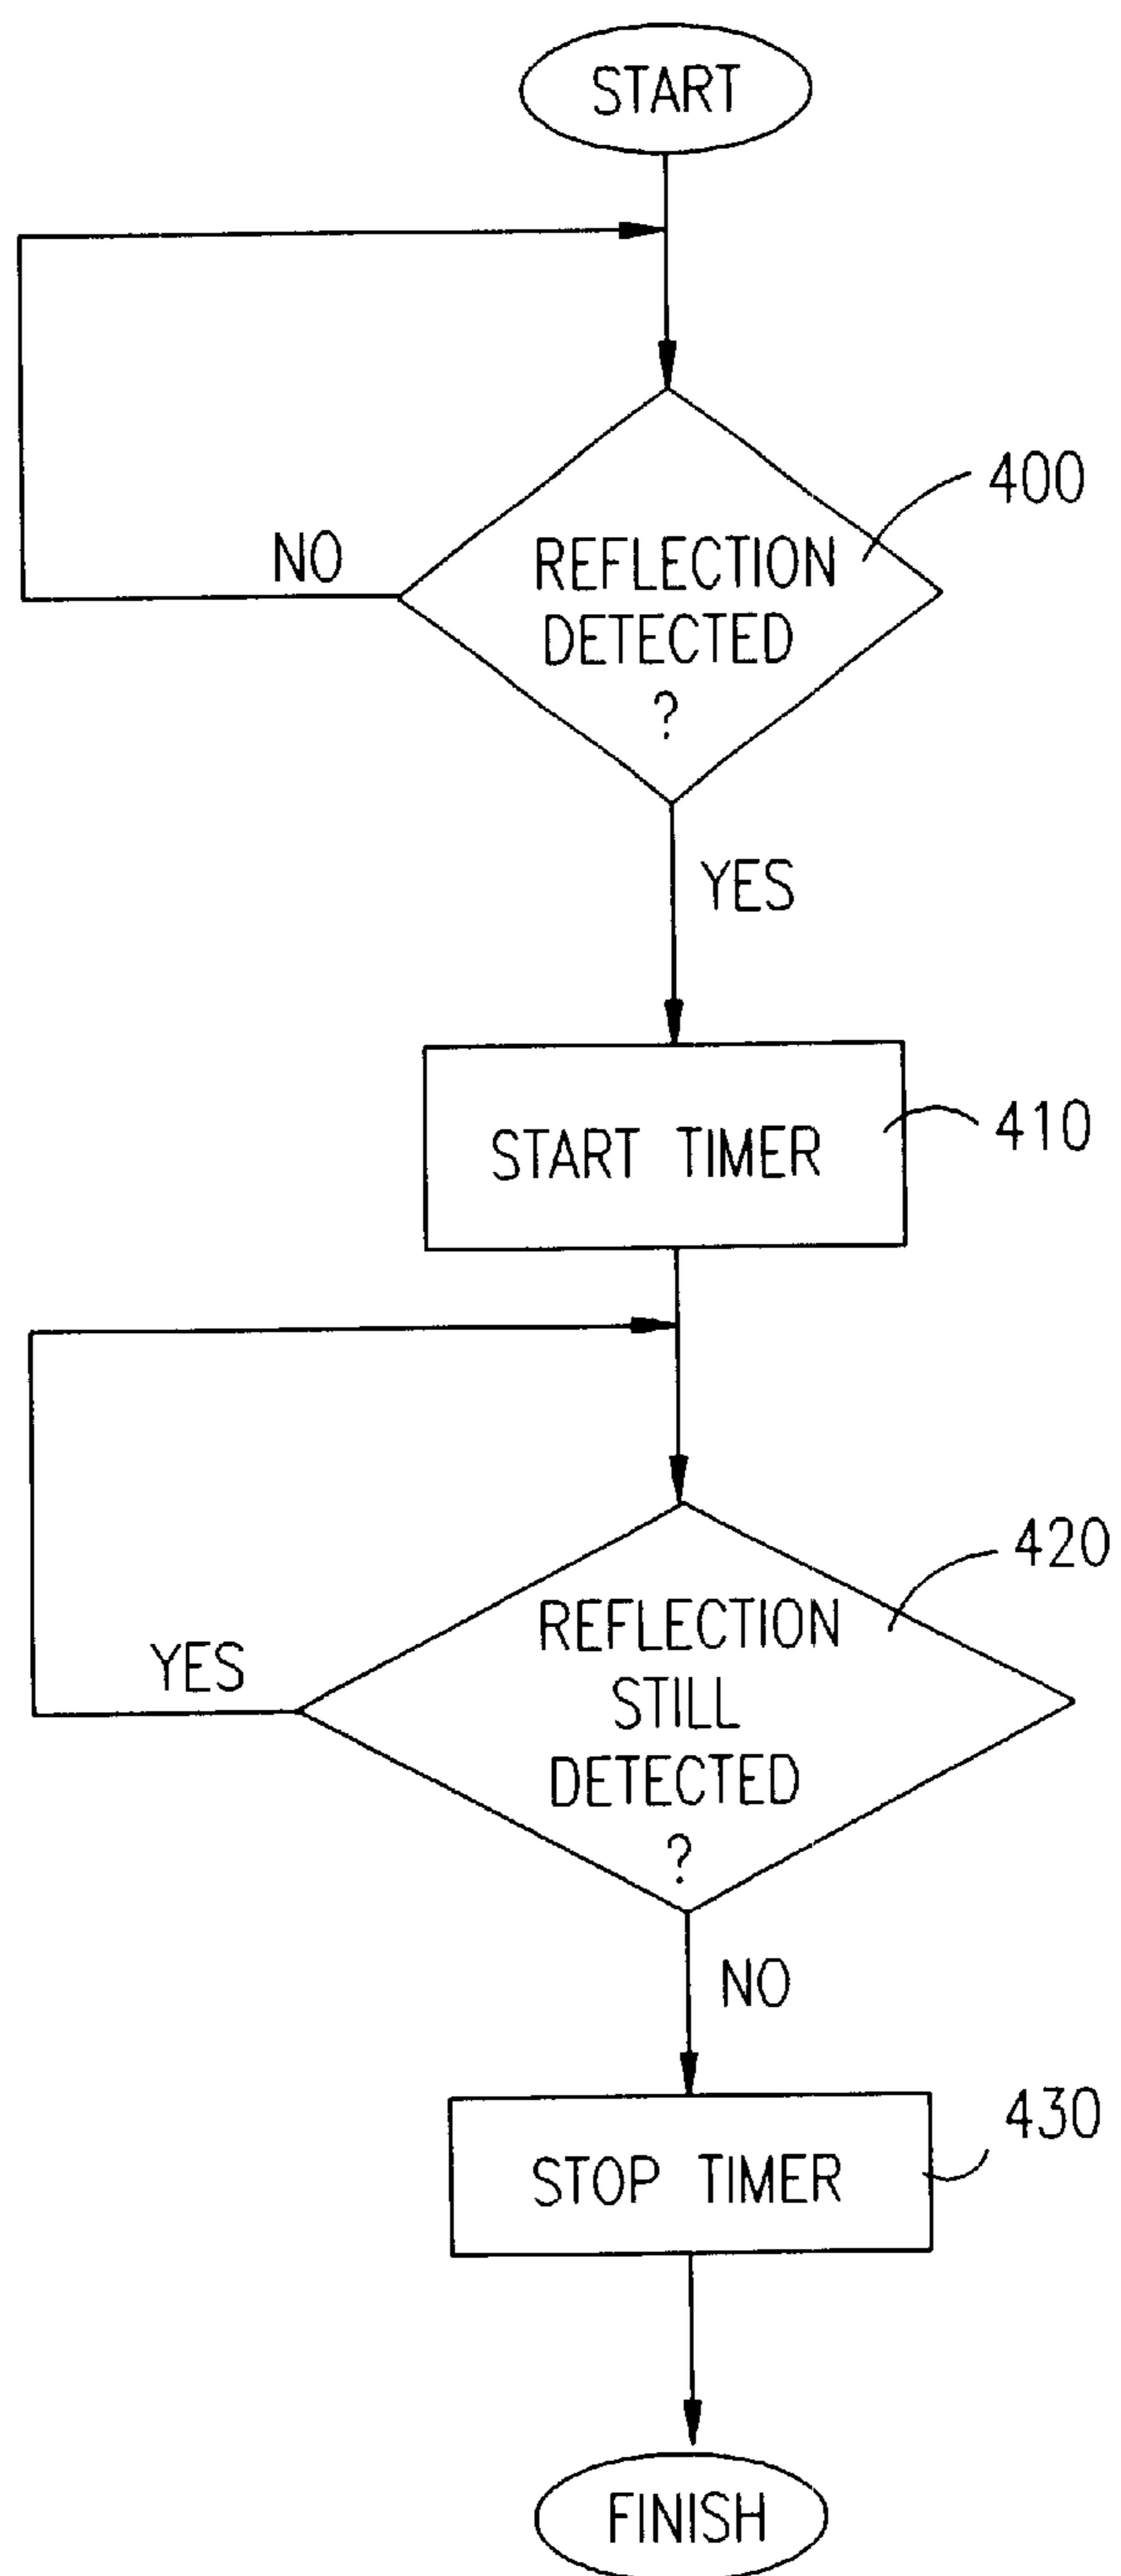 START
400
NO
REFLECTION
DETECTED
?
YES
410
START TIMER
420
REFLECTION
YES
STILL
DETECTED
?
NO
430
STOP TIMER
FINISH